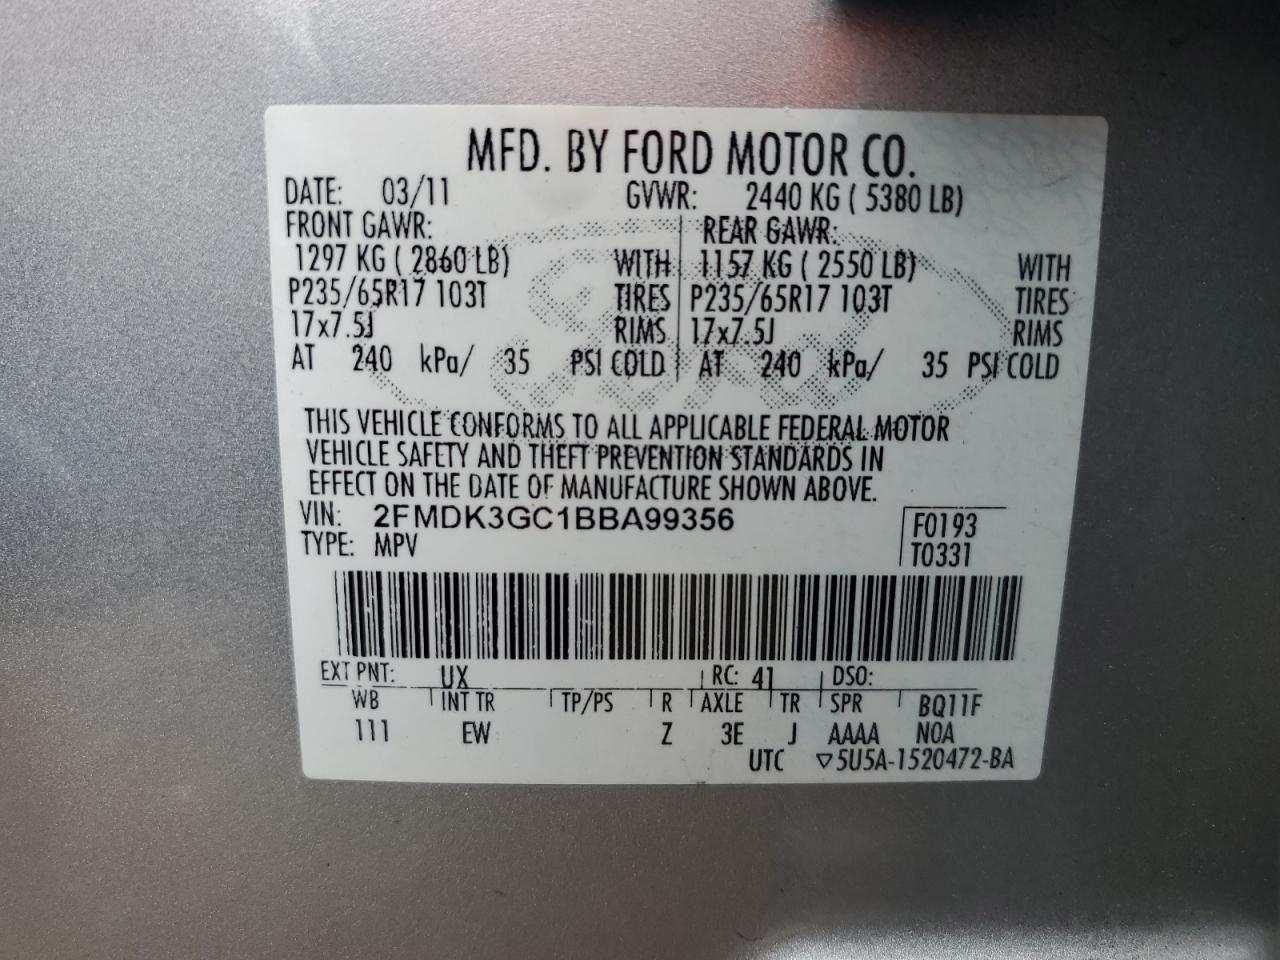 MFD. BY FORD MOTOR CO.
DATE: 03/11 GVWR: 2440 KG ( 5380 LB)
FRONT GAWR: REAR GAWR:
1297 KG ( 2860 LB) WITH 1157 KG ( 2550 LB) WITH
P235/65R17 103T TIRES P235/65R17 103T TIRES
17x7.5J RIMS 17x7.5J RIMS
AT 240 kPa/ 35 PSI COLD AT 240 kPa/ 35 PSI COLD
THIS VEHICLE CONFORMS TO ALL APPLICABLE FEDERAL MOTOR
VEHICLE SAFETY AND THEFT PREVENTION STANDARDS IN
EFFECT ON THE DATE OF MANUFACTURE SHOWN ABOVE.
VIN: 2FMDK3GC1BBA99356 F0193
TYPE: MPV T0331
EXT PNT: UX RC: 41 DSO:
WB INT TR TP/PS R AXLE TR SPR BQ11F
111 EW Z 3E J AAAA N0A
UTC ▽5U5A-1520472-BA